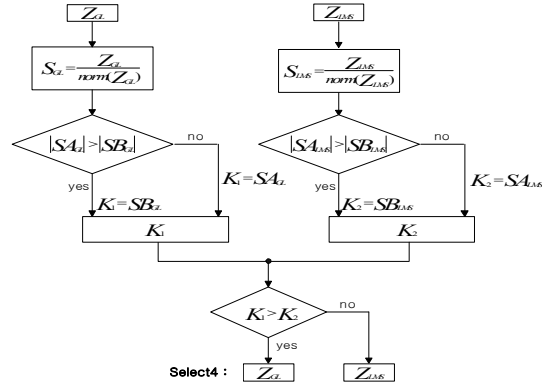 Z_GL
Z_LMS
S_GL = Z_GL / norm(Z_GL)
S_LMS = Z_LMS / norm(Z_LMS)
|SA_GL| > |SB_GL|
no
|SA_LMS| > |SB_LMS|
no
yes
K_1 = SA_GL
yes
K_2 = SA_LMS
K_1 = SB_GL
K_2 = SB_LMS
K_1
K_2
K_1 > K_2
no
yes
Select4 : Z_GL
Z_LMS